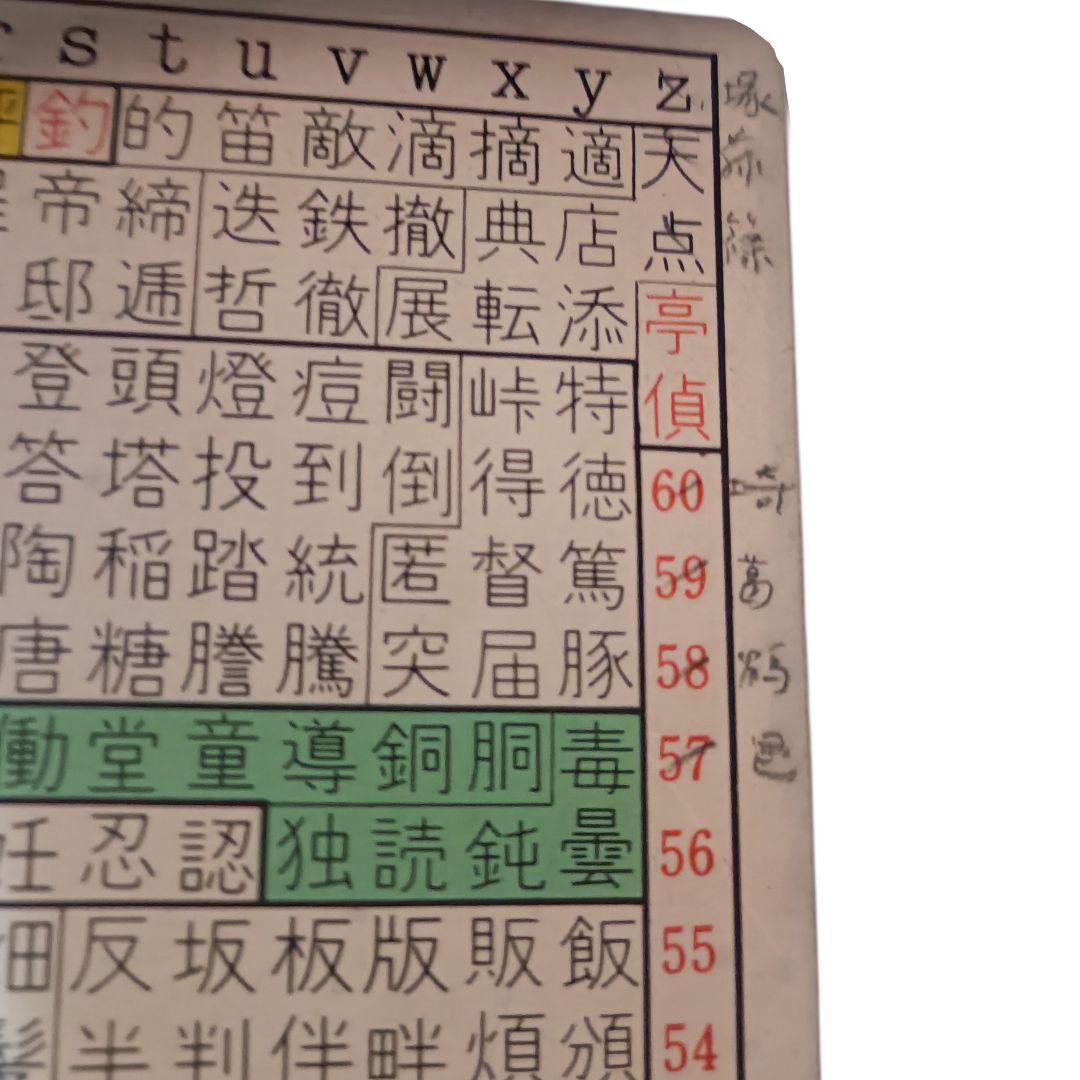 s t u v w x y z
釣 的 笛 敵 滴 摘 適 天 塚
帝 締 迭 鉄 撤 典 店 点
邸 逓 哲 徹 展 転 添 亭
登 頭 燈 痘 闘 峠 特 偵
答 塔 投 到 倒 得 徳 60
陶 稲 踏 統 匿 督 篤 59 葛
唐 糖 謄 騰 突 届 豚 58
働 堂 童 導 銅 胴 毒 57
任 忍 認 独 読 鈍 曇 56
畑 反 坂 板 版 販 飯 55
髪 半 判 伴 畔 煩 頒 54